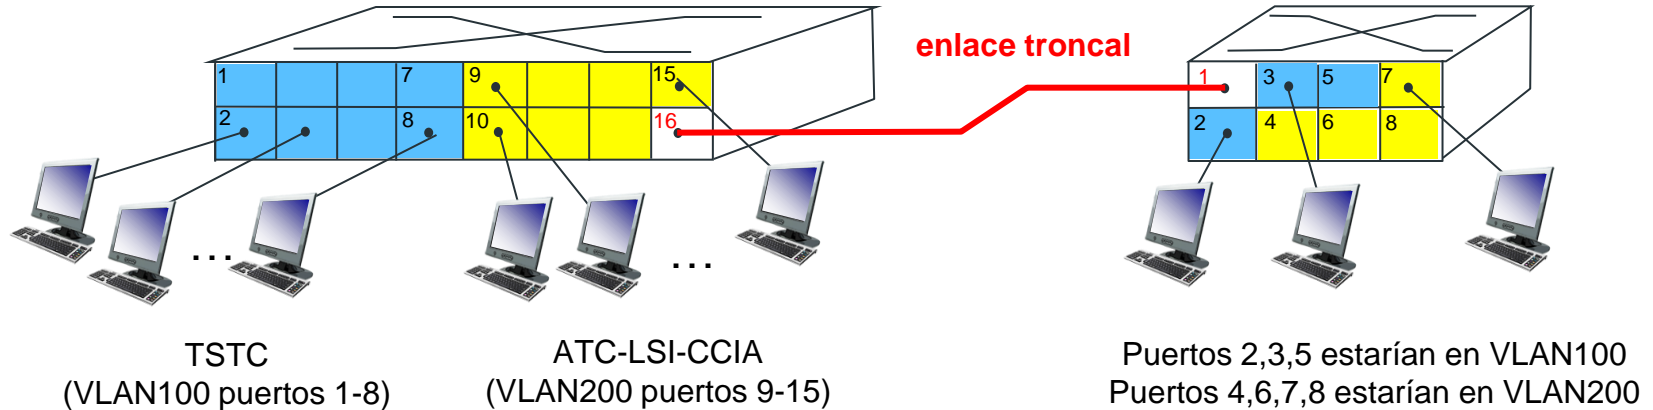 enlace troncal
1 7 9 15
2 8 10 16
1 3 5 7
2 4 6 8
... ...
TSTC
(VLAN100 puertos 1-8)
ATC-LSI-CCIA
(VLAN200 puertos 9-15)
Puertos 2,3,5 estarían en VLAN100
Puertos 4,6,7,8 estarían en VLAN200